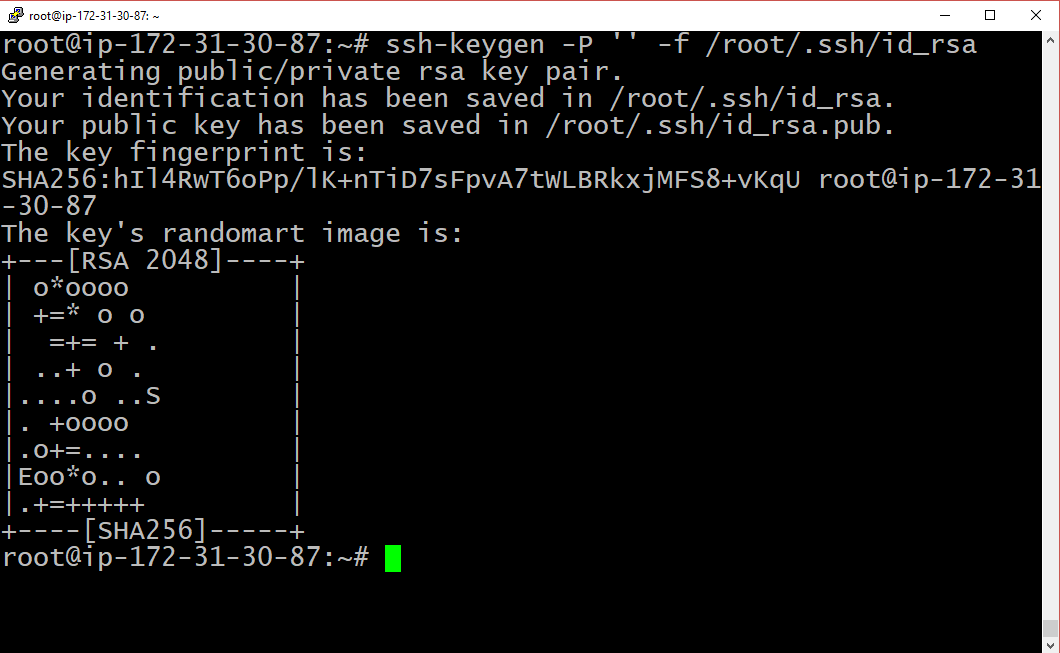 root@ip-172-31-30-87: ~
root@ip-172-31-30-87:~# ssh-keygen -P '' -f /root/.ssh/id_rsa
Generating public/private rsa key pair.
Your identification has been saved in /root/.ssh/id_rsa.
Your public key has been saved in /root/.ssh/id_rsa.pub.
The key fingerprint is:
SHA256:hIl4RwT6oPp/lK+nTiD7sFpvA7tWLBRkxjMFS8+vKqU root@ip-172-31
-30-87
The key's randomart image is:
+---[RSA 2048]----+
| o*oooo          |
| +=* o o         |
|  =+= + .        |
| ..+ o .         |
|....o ..S        |
|. +oooo          |
|.o+=....         |
|Eoo*o.. o        |
|.+=+++++         |
+----[SHA256]-----+
root@ip-172-31-30-87:~#